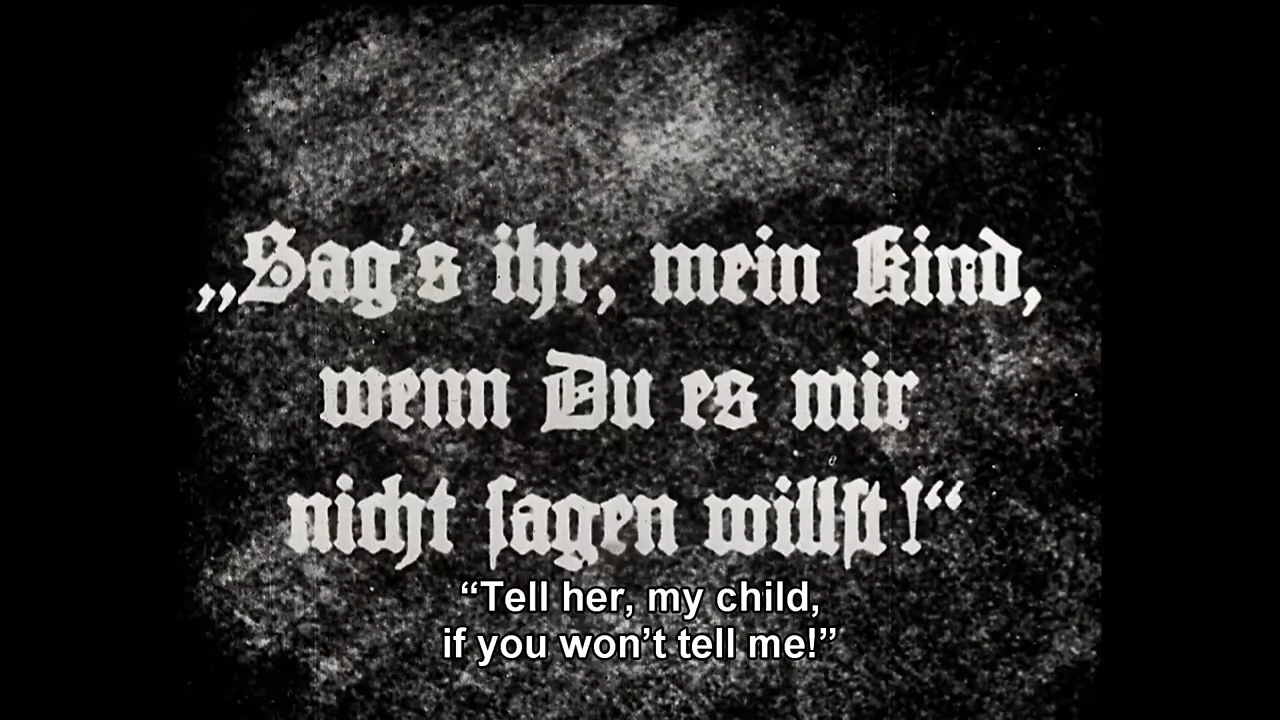 „Sag's ihr, mein Kind,
wenn Du es mir
nicht ſagen willſt!“
“Tell her, my child,
if you won’t tell me!”